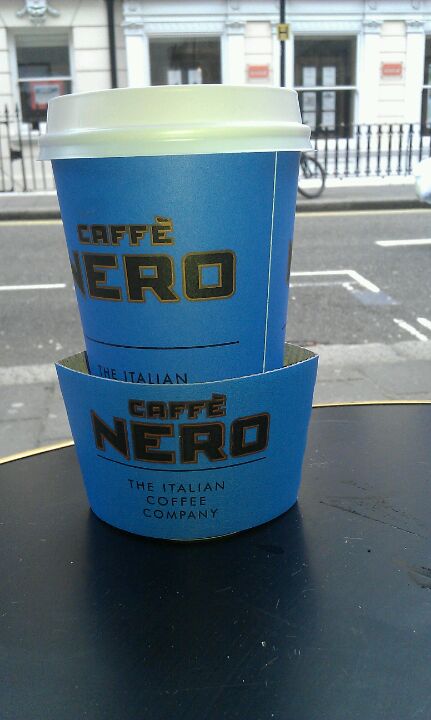 CAFFÈ
NERO
THE ITALIAN
CAFFÈ
NERO
THE ITALIAN
COFFEE
COMPANY